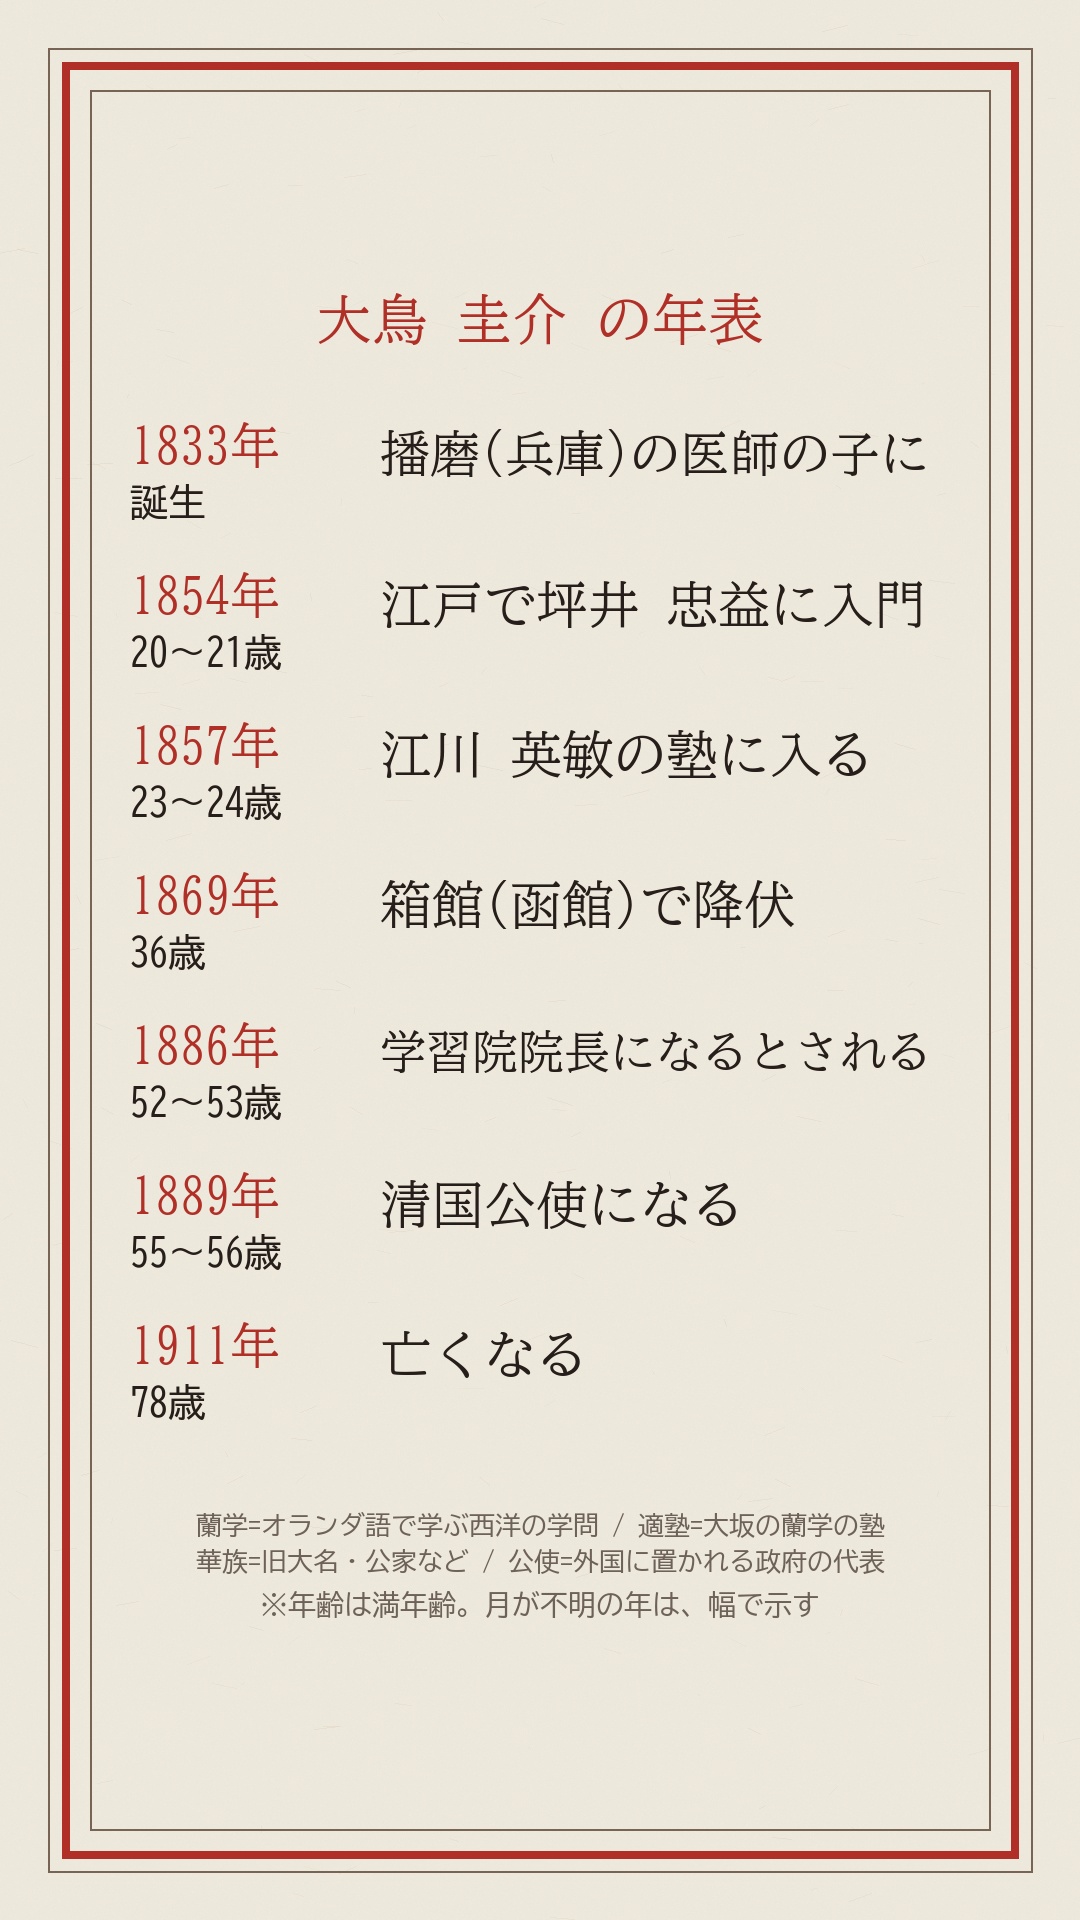 大鳥 圭介 の年表
1833年
誕生
播磨(兵庫)の医師の子に
1854年
20〜21歳
江戸で坪井 忠益に入門
1857年
23〜24歳
江川 英敏の塾に入る
1869年
36歳
箱館(函館)で降伏
1886年
52〜53歳
学習院院長になるとされる
1889年
55〜56歳
清国公使になる
1911年
78歳
亡くなる
蘭学=オランダ語で学ぶ西洋の学問 / 適塾=大坂の蘭学の塾
華族=旧大名・公家など / 公使=外国に置かれる政府の代表
※年齢は満年齢。月が不明の年は、幅で示す